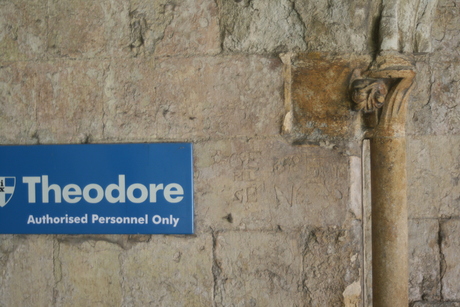 Theodore
Authorised Personnel Only